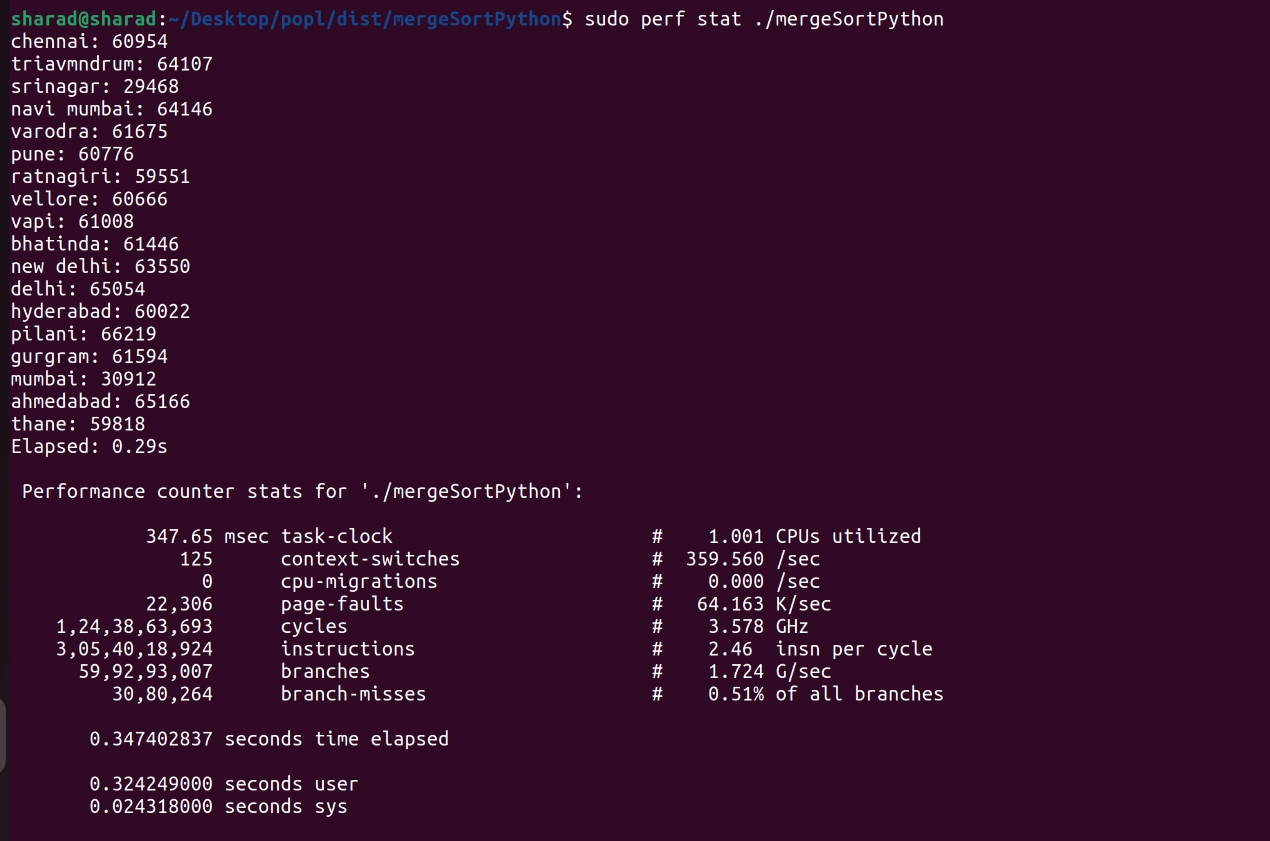 sharad@sharad:~/Desktop/popl/dist/mergeSortPython$ sudo perf stat ./mergeSortPython
chennai: 60954
triavmndrum: 64107
srinagar: 29468
navi mumbai: 64146
varodra: 61675
pune: 60776
ratnagiri: 59551
vellore: 60666
vapi: 61008
bhatinda: 61446
new delhi: 63550
delhi: 65054
hyderabad: 60022
pilani: 66219
gurgram: 61594
mumbai: 30912
ahmedabad: 65166
thane: 59818
Elapsed: 0.29s
Performance counter stats for './mergeSortPython':
347.65 msec task-clock # 1.001 CPUs utilized
125 context-switches # 359.560 /sec
0 cpu-migrations # 0.000 /sec
22,306 page-faults # 64.163 K/sec
1,24,38,63,693 cycles # 3.578 GHz
3,05,40,18,924 instructions # 2.46 insn per cycle
59,92,93,007 branches # 1.724 G/sec
30,80,264 branch-misses # 0.51% of all branches
0.347402837 seconds time elapsed
0.324249000 seconds user
0.024318000 seconds sys